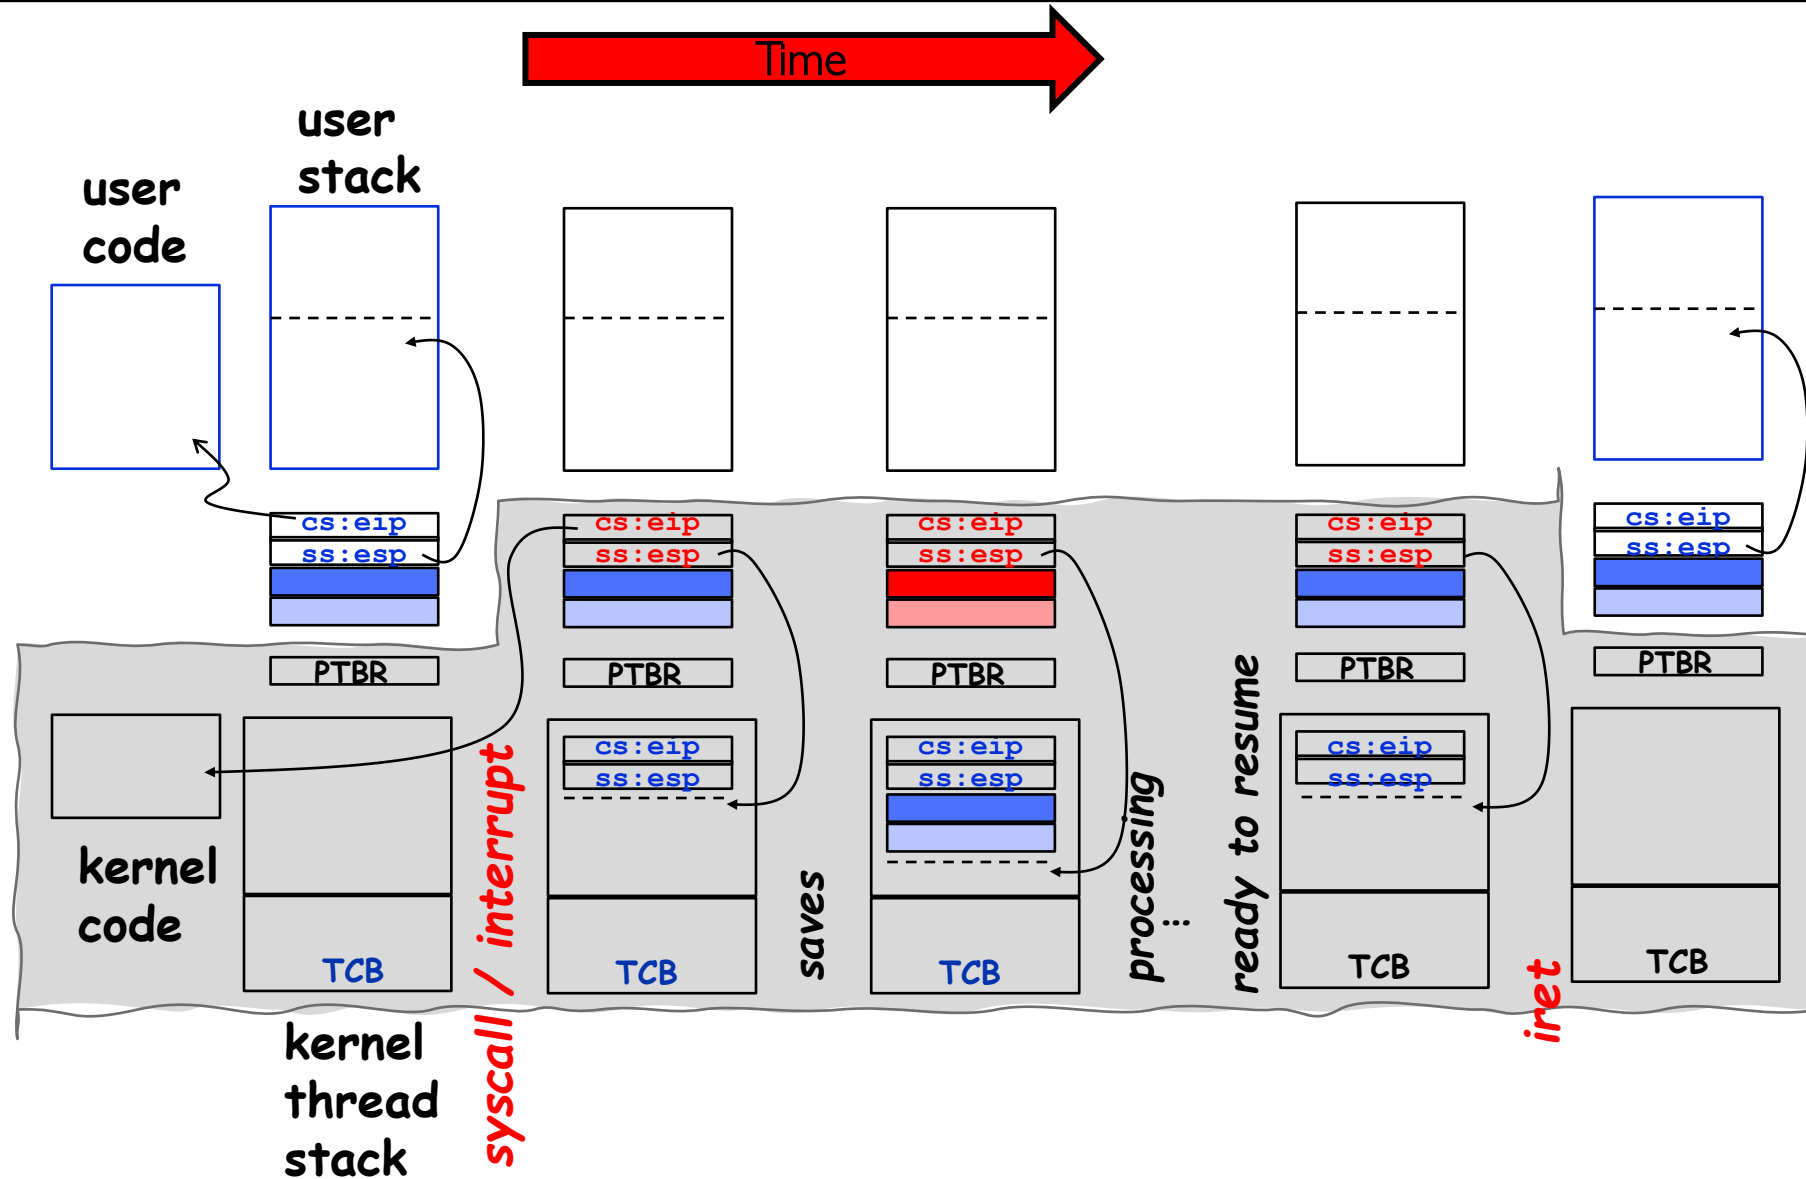 Time
user
stack
user
code
cs:eip
ss:esp
cs:eip
ss:esp
cs:eip
ss:esp
cs:eip
ss:esp
cs:eip
ss:esp
PTBR
PTBR
PTBR
PTBR
PTBR
cs:eip
ss:esp
cs:eip
ss:esp
cs:eip
ss:esp
kernel
code
syscall / interrupt
saves
processing
...
ready to resume
iret
TCB
TCB
TCB
TCB
TCB
kernel
thread
stack